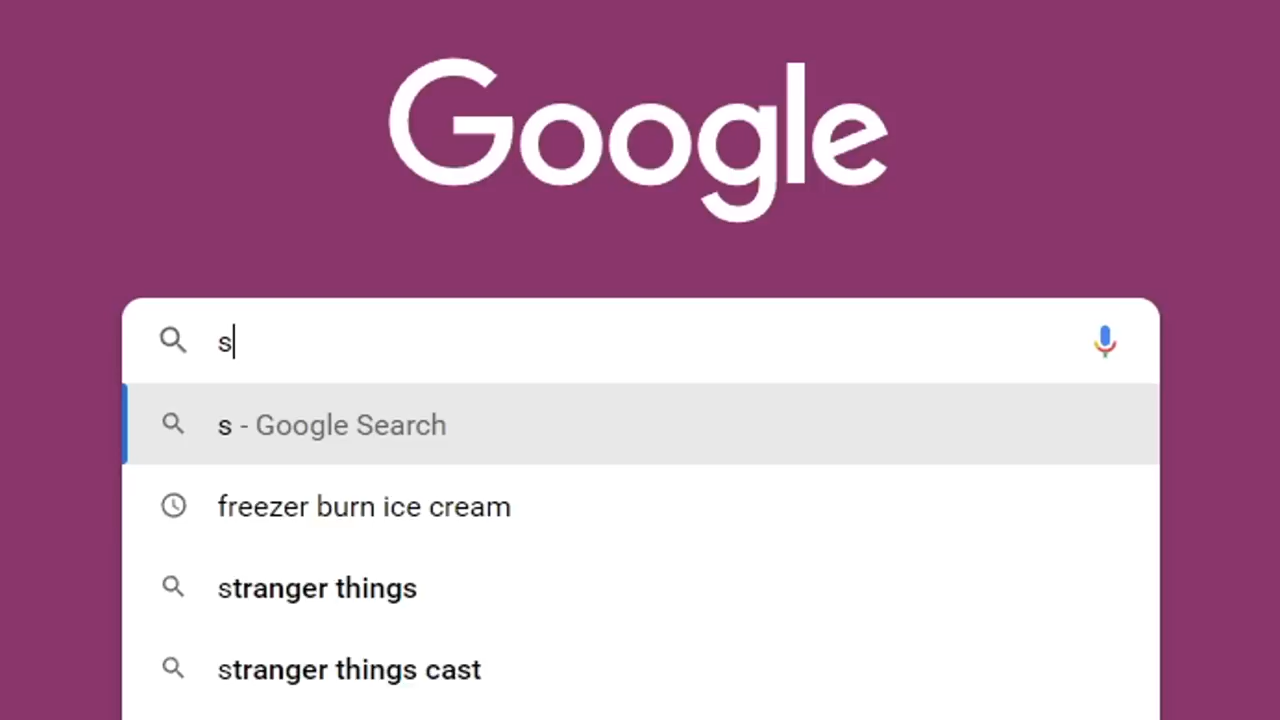 Google
s
s - Google Search
freezer burn ice cream
stranger things
stranger things cast